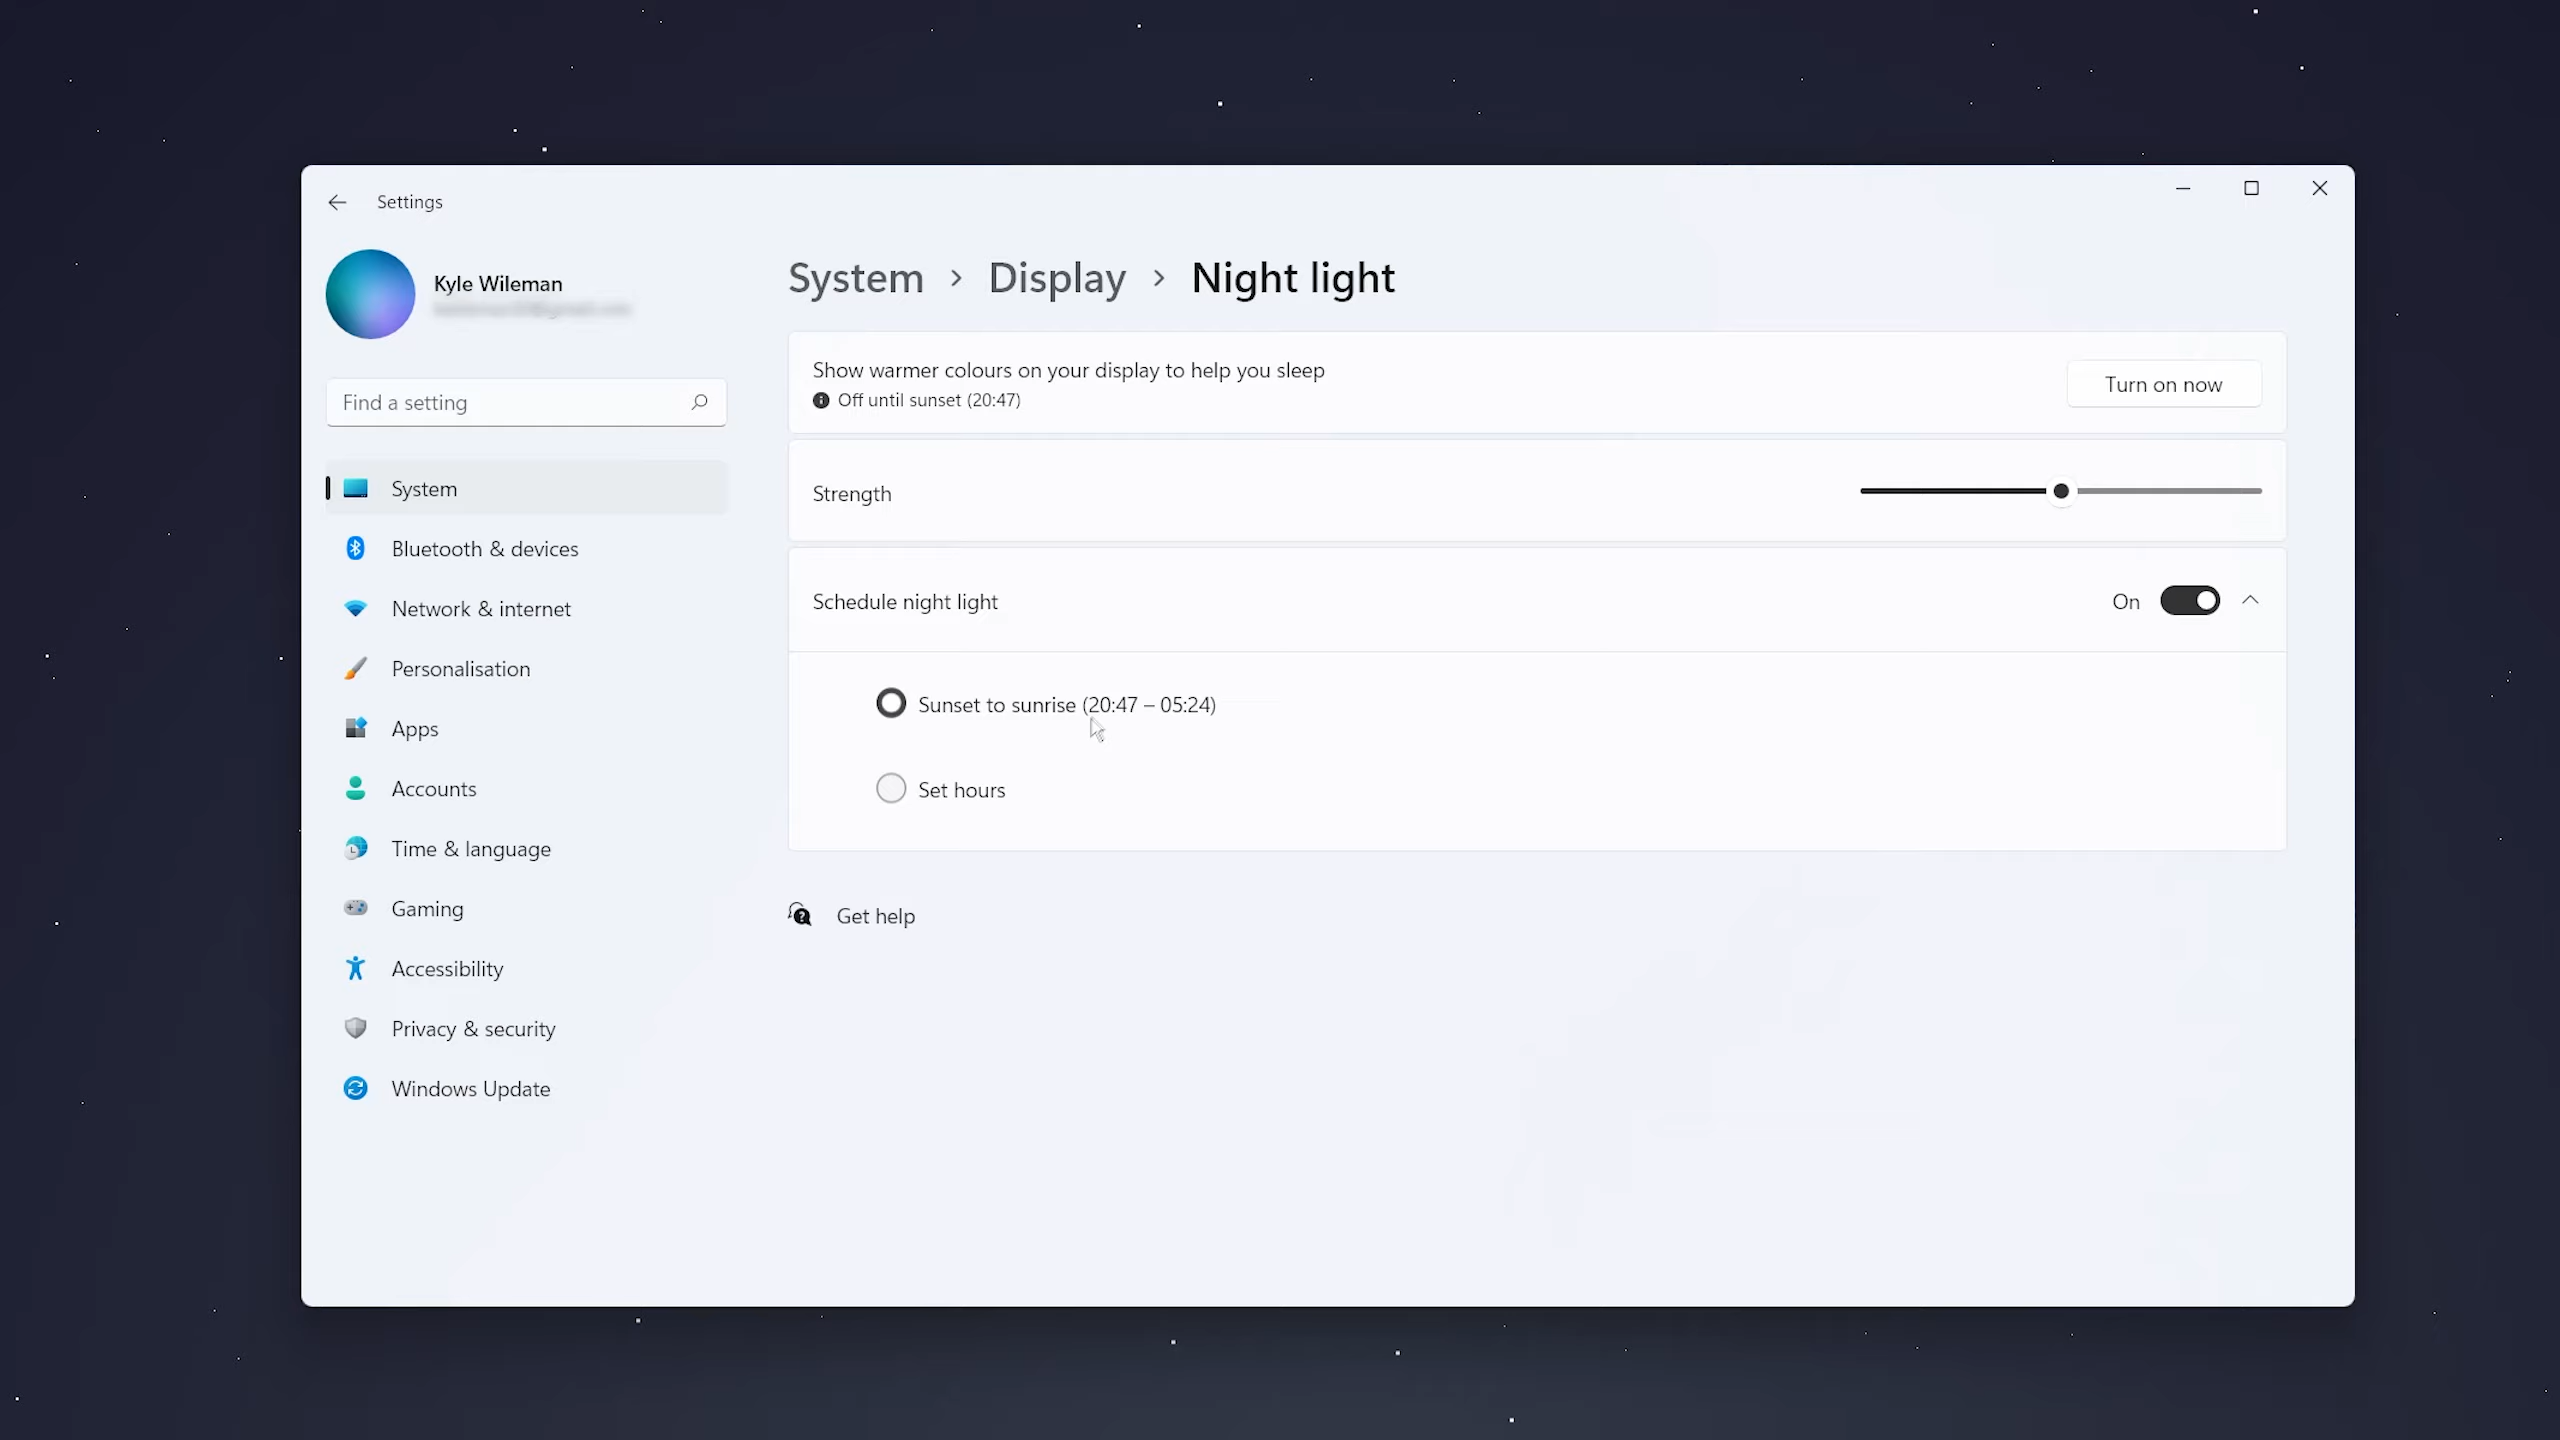 Settings
Kyle Wileman
Find a setting
System
Bluetooth & devices
Network & internet
Personalisation
Apps
Accounts
Time & language
Gaming
Accessibility
Privacy & security
Windows Update
System > Display > Night light
Show warmer colours on your display to help you sleep
Off until sunset (20:47)
Turn on now
Strength
Schedule night light
On
Sunset to sunrise (20:47 – 05:24)
Set hours
Get help